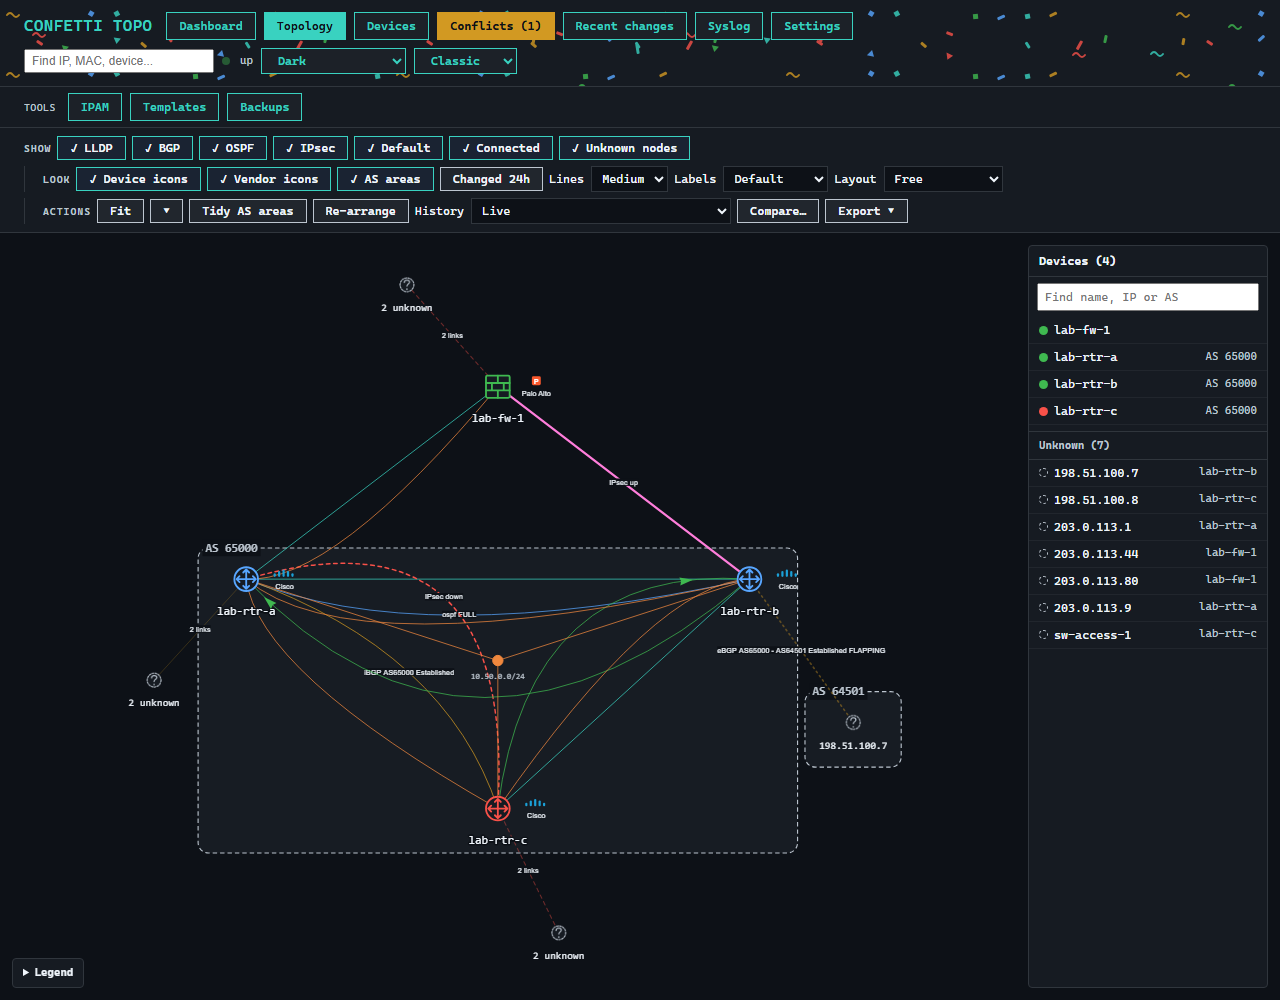 CONFETTI TOPO Dashboard Topology Devices Conflicts (1) Recent changes Syslog Settings
Find IP, MAC, device... up Dark Classic
TOOLS IPAM Templates Backups
SHOW ✓ LLDP ✓ BGP ✓ OSPF ✓ IPsec ✓ Default ✓ Connected ✓ Unknown nodes
LOOK ✓ Device icons ✓ Vendor icons ✓ AS areas Changed 24h Lines Medium Labels Default Layout Free
ACTIONS Fit ▾ Tidy AS areas Re-arrange History Live Compare… Export ▾
2 unknown
2 links
P
Palo Alto
lab-fw-1
IPsec up
AS 65000
Cisco
lab-rtr-a
Cisco
lab-rtr-b
IPsec down
ospf FULL
2 links
eBGP AS65000 - AS64501 Established FLAPPING
iBGP AS65000 Established
10.50.0.0/24
2 unknown
AS 64501
198.51.100.7
Cisco
lab-rtr-c
2 links
2 unknown
▸ Legend
Devices (4)
Find name, IP or AS
lab-fw-1
lab-rtr-a AS 65000
lab-rtr-b AS 65000
lab-rtr-c AS 65000
Unknown (7)
198.51.100.7 lab-rtr-b
198.51.100.8 lab-rtr-c
203.0.113.1 lab-rtr-a
203.0.113.44 lab-fw-1
203.0.113.80 lab-fw-1
203.0.113.9 lab-rtr-a
sw-access-1 lab-rtr-c